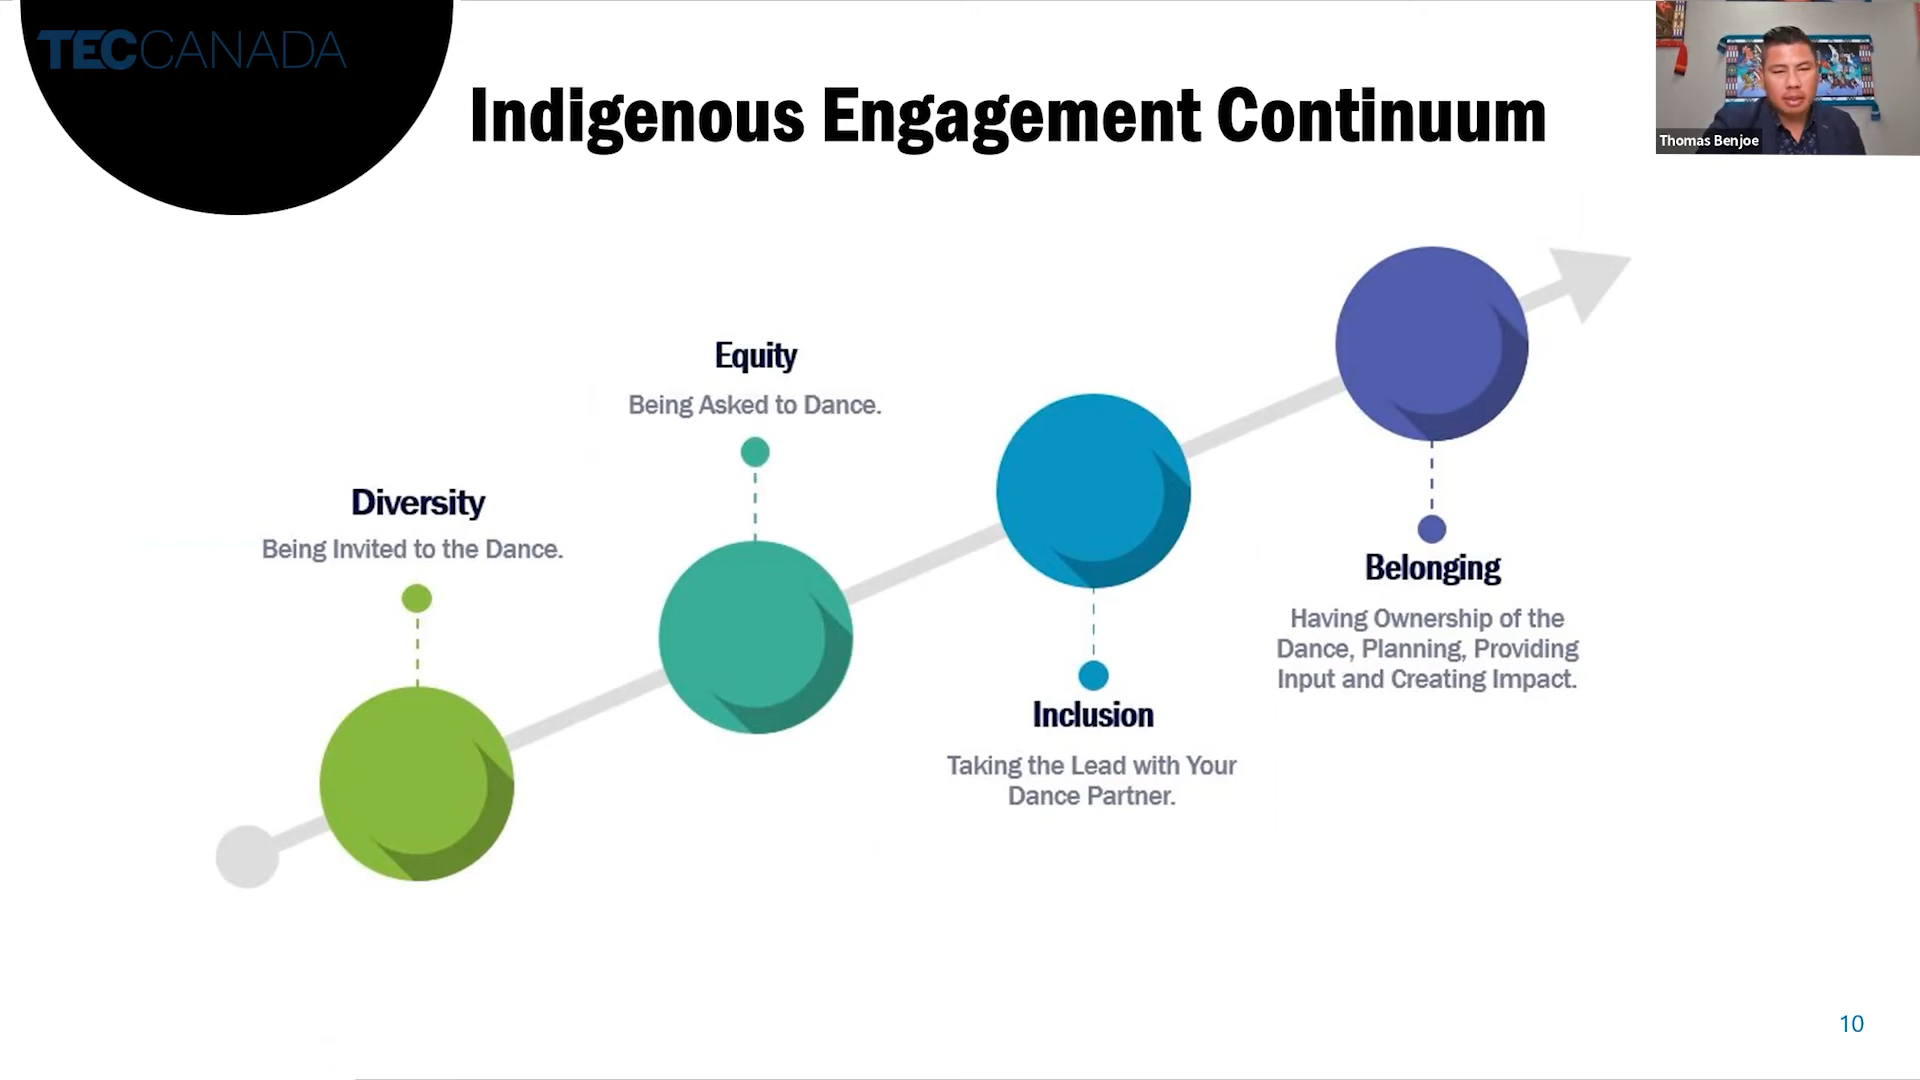 TECCANADA
Indigenous Engagement Continuum
Thomas Benjoe
Equity
Being Asked to Dance.
Diversity
Being Invited to the Dance.
Belonging
Having Ownership of the
Dance, Planning, Providing
Input and Creating Impact.
Inclusion
Taking the Lead with Your
Dance Partner.
10